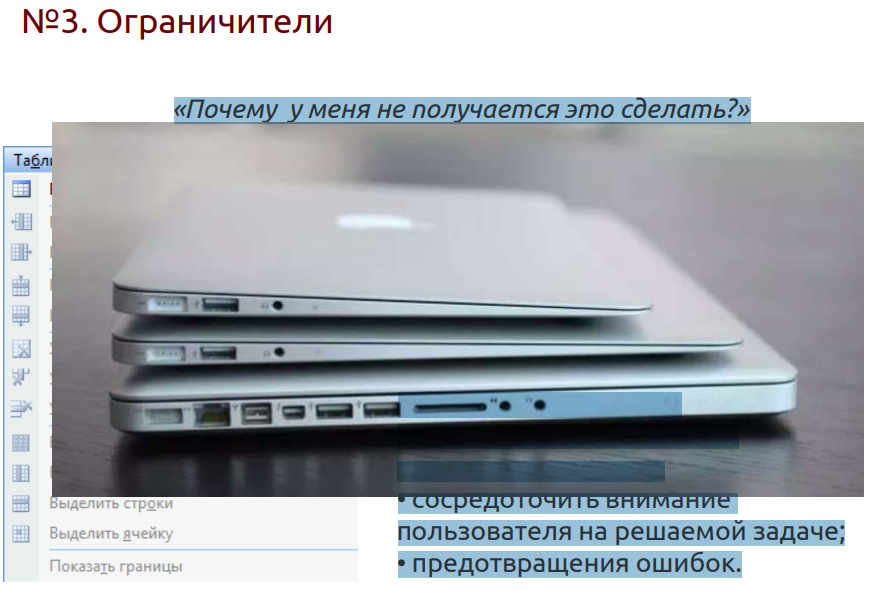 №3. Ограничители
«Почему у меня не получается это сделать?»
Табли
• сосредоточить внимание
Выделить строки
пользователя на решаемой задаче;
Выделить ячейку
• предотвращения ошибок.
Показать границы